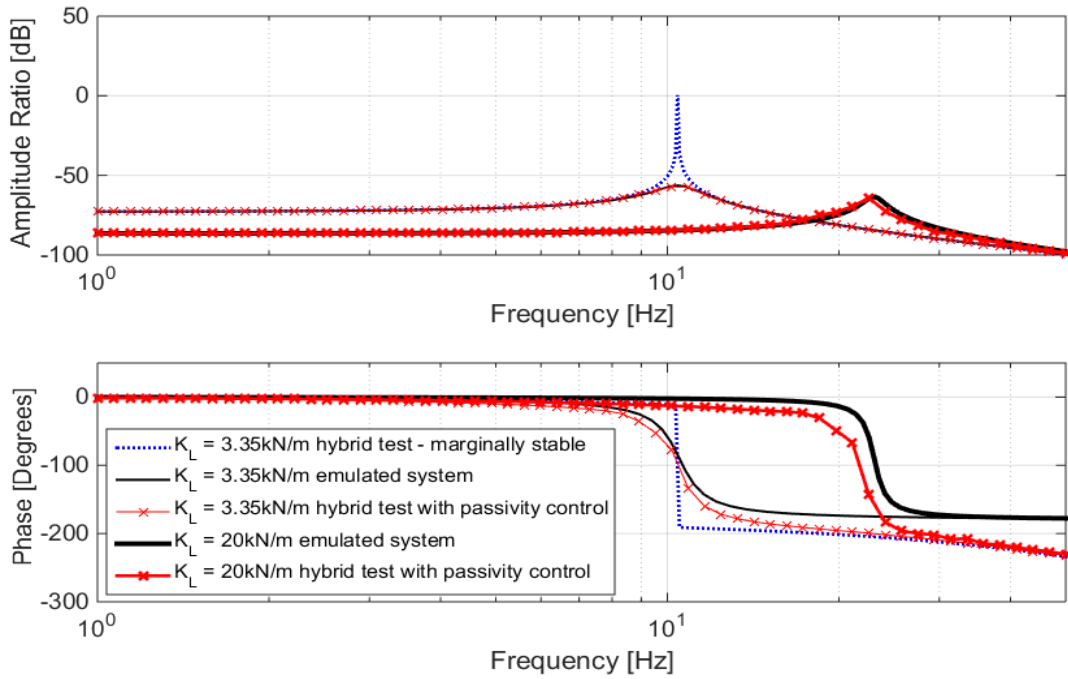 Amplitude Ratio [dB]
50
0
-50
-100
10^0
10^1
Frequency [Hz]
Phase [Degrees]
0
-100
-200
-300
K_L = 3.35kN/m hybrid test - marginally stable
K_L = 3.35kN/m emulated system
K_L = 3.35kN/m hybrid test with passivity control
K_L = 20kN/m emulated system
K_L = 20kN/m hybrid test with passivity control
10^0
10^1
Frequency [Hz]